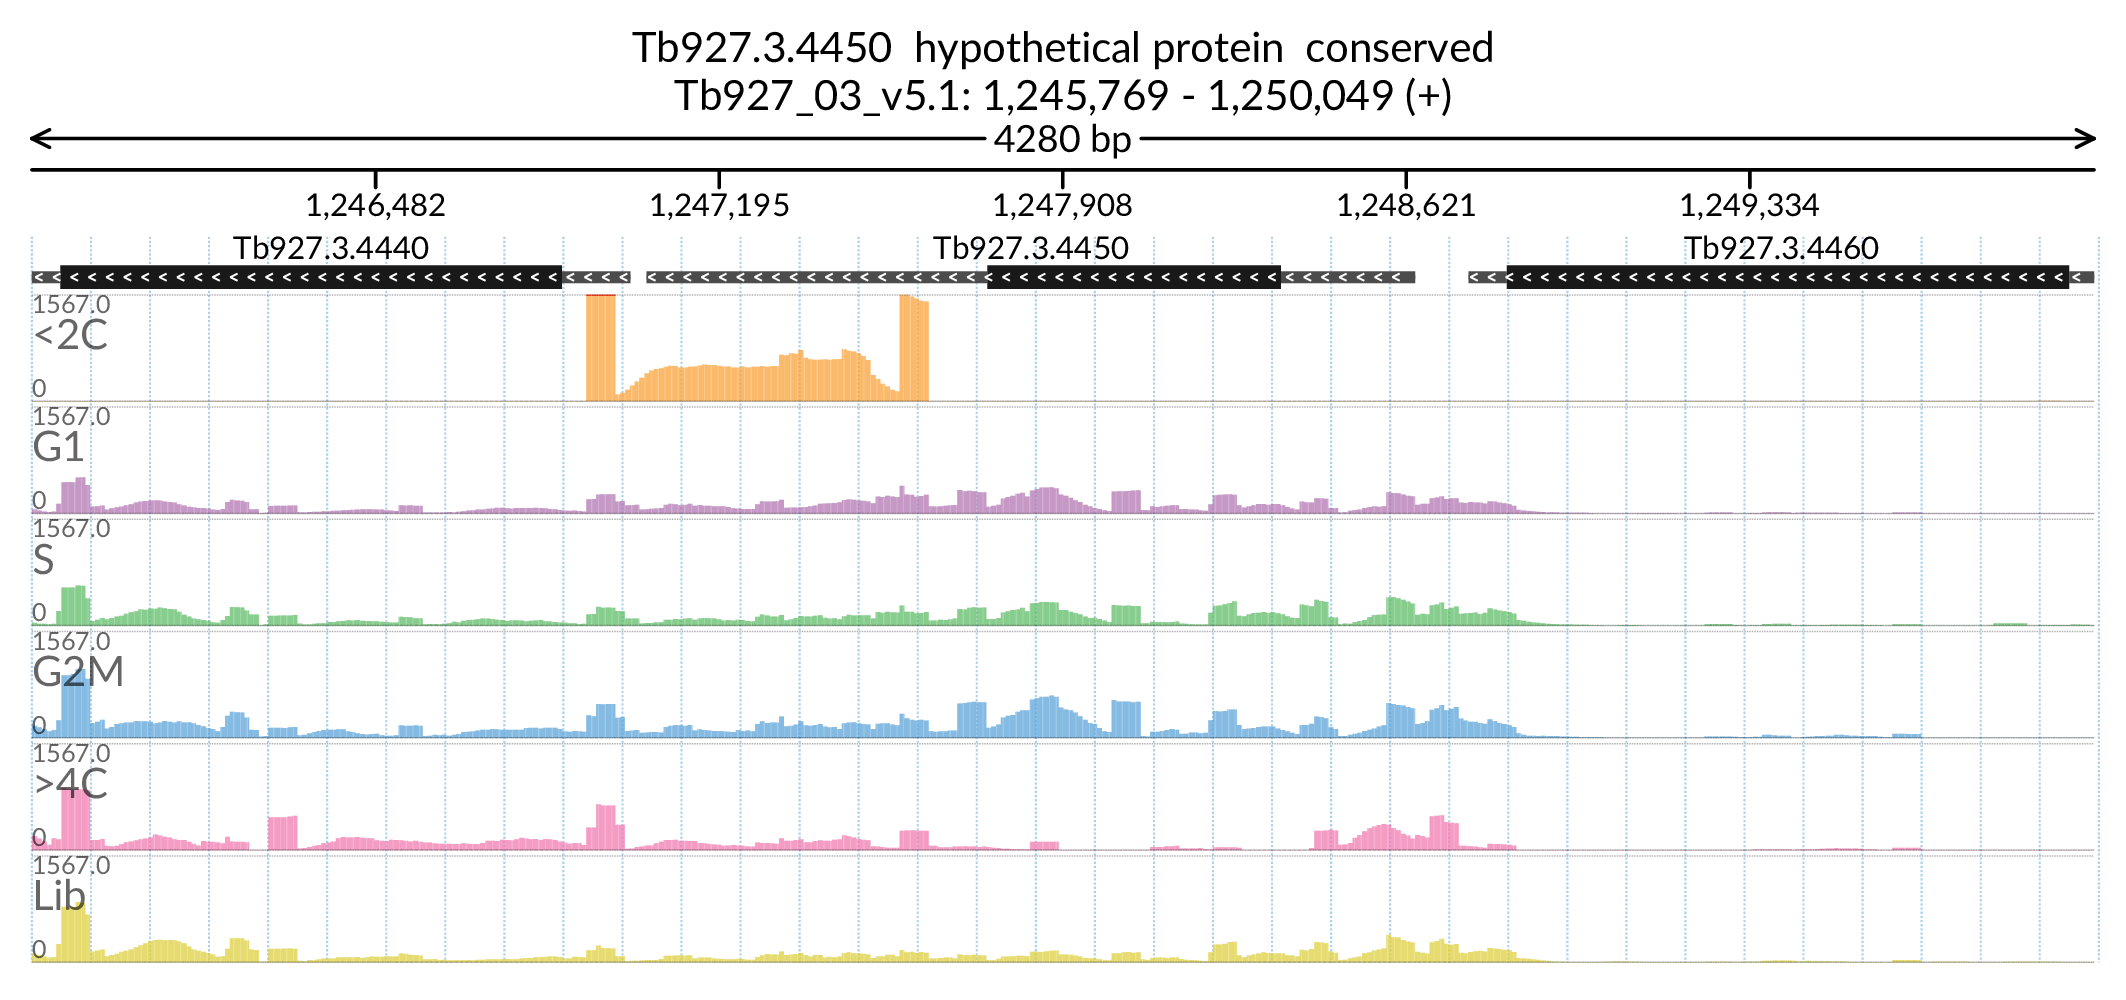 Tb927.3.4450  hypothetical protein  conserved
Tb927_03_v5.1: 1,245,769 - 1,250,049 (+)
4280 bp
1,246,482 1,247,195 1,247,908 1,248,621 1,249,334
Tb927.3.4440 Tb927.3.4450 Tb927.3.4460
1567.0
<2C
0
1567.0
G1
0
1567.0
S
0
1567.0
G2M
0
1567.0
>4C
0
1567.0
Lib
0